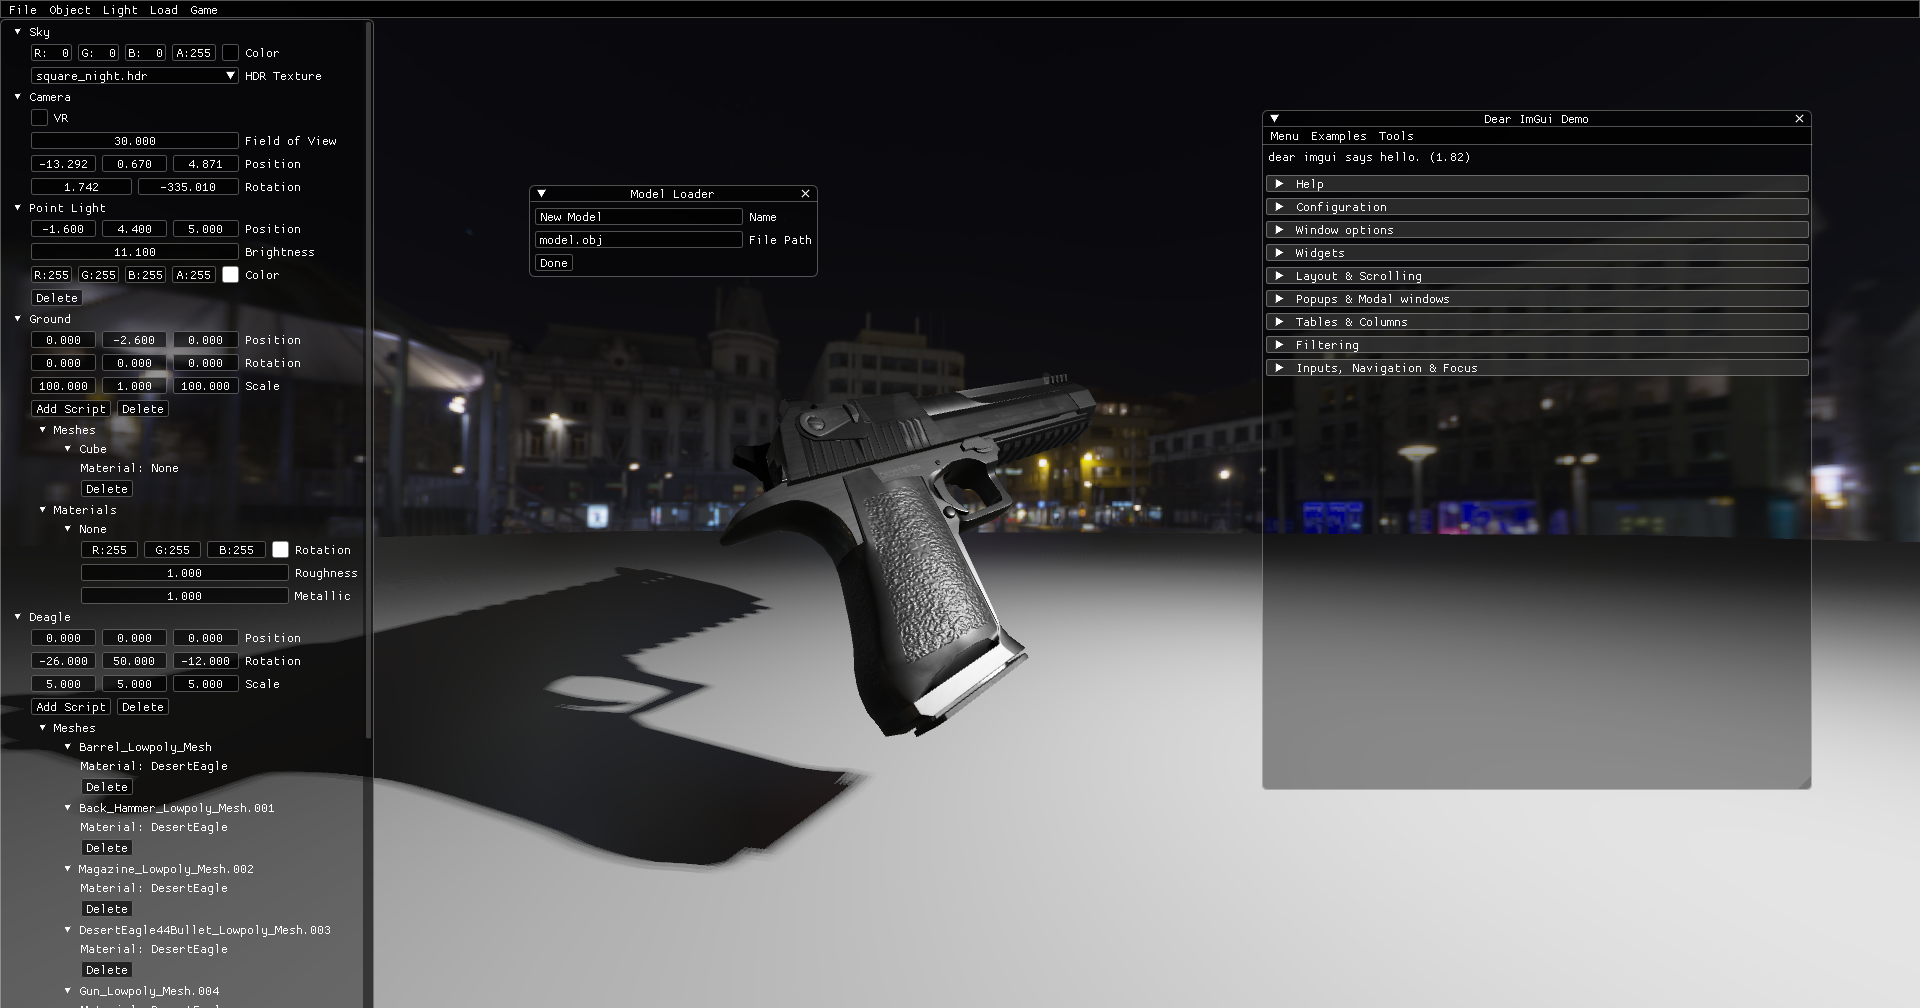 File Object Light Load Game
Sky
R: 0 G: 0 B: 0 A:255 Color
square_night.hdr HDR Texture
Camera
VR
30.000 Field of View
-13.292 0.670 4.871 Position
1.742 -335.010 Rotation
Point Light
-1.600 4.400 5.000 Position
11.100 Brightness
R:255 G:255 B:255 A:255 Color
Delete
Ground
0.000 -2.600 0.000 Position
0.000 0.000 0.000 Rotation
100.000 1.000 100.000 Scale
Add Script Delete
Meshes
Cube
Material: None
Delete
Materials
None
R:255 G:255 B:255 Rotation
1.000 Roughness
1.000 Metallic
Deagle
0.000 0.000 0.000 Position
-26.000 50.000 -12.000 Rotation
5.000 5.000 5.000 Scale
Add Script Delete
Meshes
Barrel_Lowpoly_Mesh
Material: DesertEagle
Delete
Back_Hammer_Lowpoly_Mesh.001
Material: DesertEagle
Delete
Magazine_Lowpoly_Mesh.002
Material: DesertEagle
Delete
DesertEagle44Bullet_Lowpoly_Mesh.003
Material: DesertEagle
Delete
Gun_Lowpoly_Mesh.004
Model Loader
New Model Name
model.obj File Path
Done
Dear ImGui Demo
Menu Examples Tools
dear imgui says hello. (1.82)
Help
Configuration
Window options
Widgets
Layout & Scrolling
Popups & Modal windows
Tables & Columns
Filtering
Inputs, Navigation & Focus